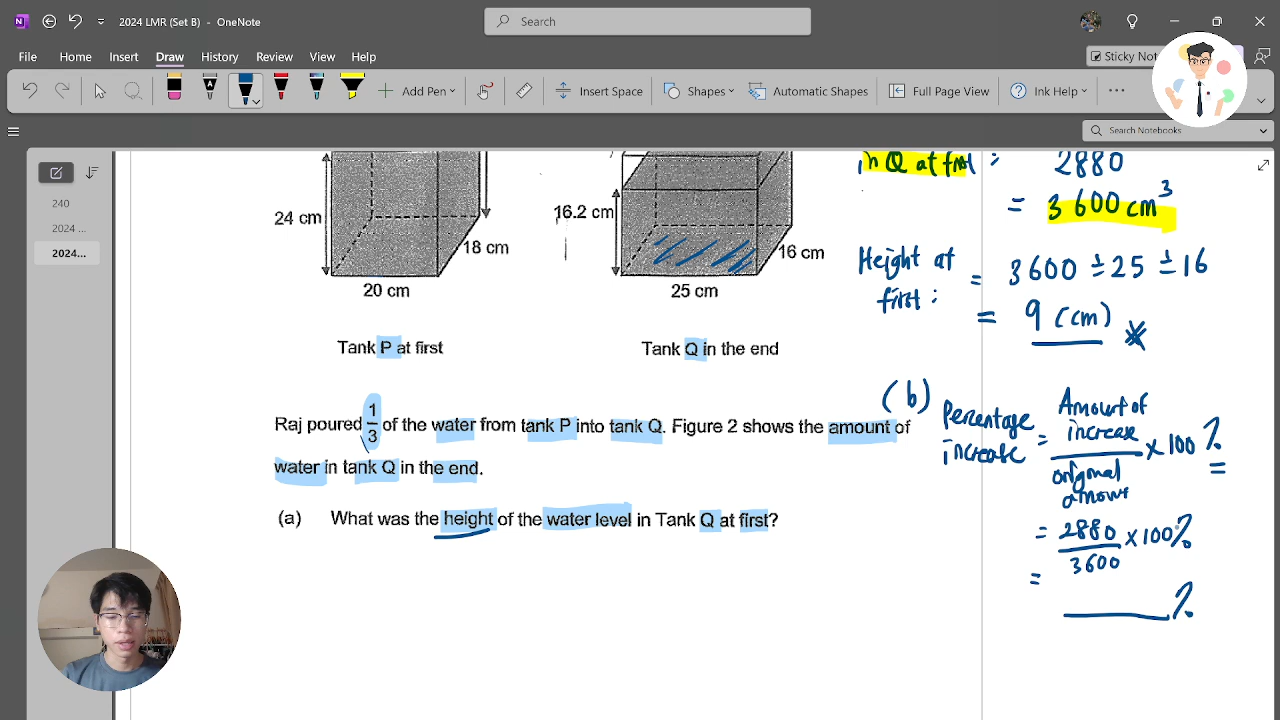 2024 LMR (Set B) - OneNote
Search
File Home Insert Draw History Review View Help
Sticky Not
Add Pen
Insert Space
Shapes
Automatic Shapes
Full Page View
Ink Help
Search Notebooks
240
2024 ...
2024...
24 cm
18 cm
20 cm
Tank P at first
16.2 cm
16 cm
25 cm
Tank Q in the end
Raj poured 1/3 of the water from tank P into tank Q. Figure 2 shows the amount of
water in tank Q in the end.
(a) What was the height of the water level in Tank Q at first?
in Q at first : 2880
= 3600 cm³
Height at first : = 3600 ÷ 25 ÷ 16
= 9 (cm)
(b) Percentage increase = Amount of increase / original amount × 100 %
= 2880/3600 × 100%
= %